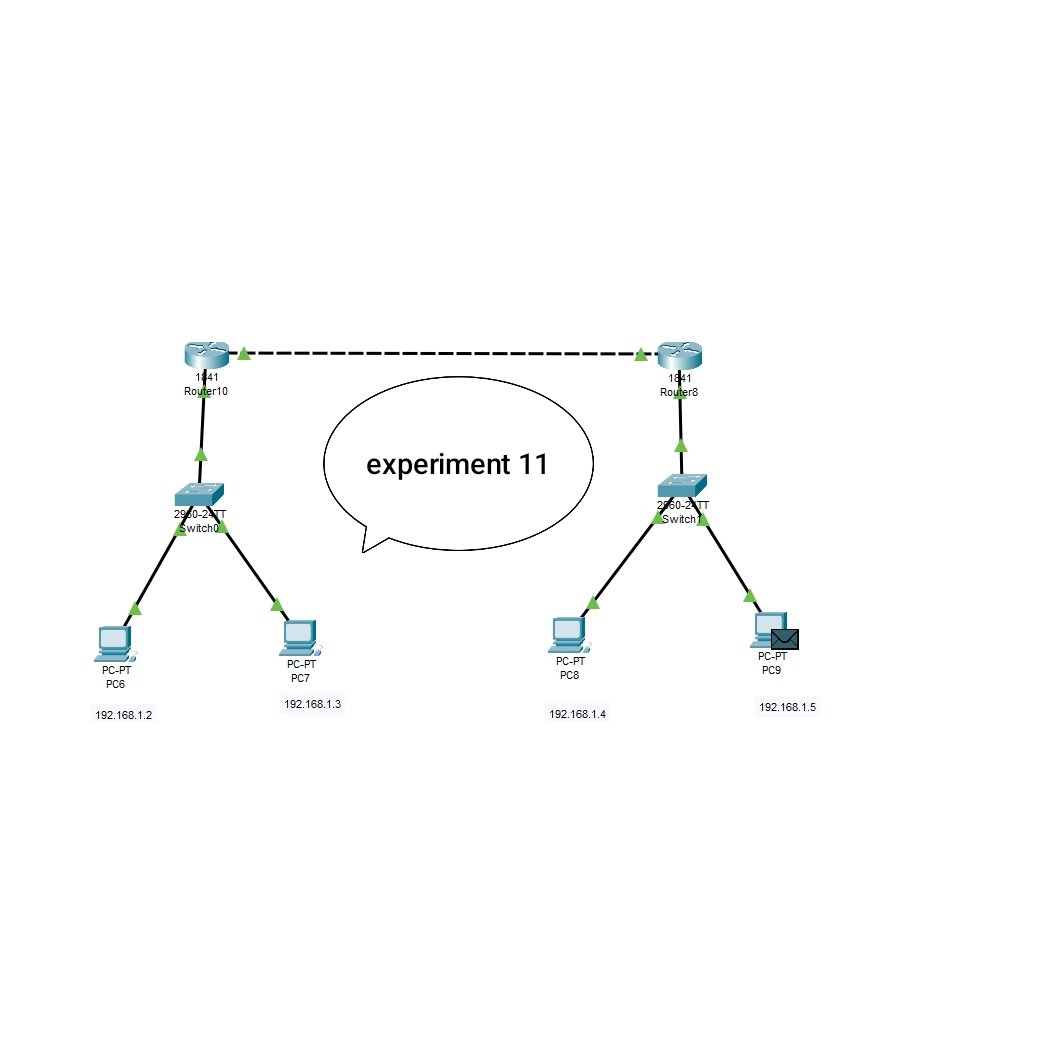 1841
Router10
1841
Router8
experiment 11
2960-24TT
Switch0
2960-24TT
Switch1
PC-PT
PC6
PC-PT
PC7
PC-PT
PC8
PC-PT
PC9
192.168.1.2
192.168.1.3
192.168.1.4
192.168.1.5